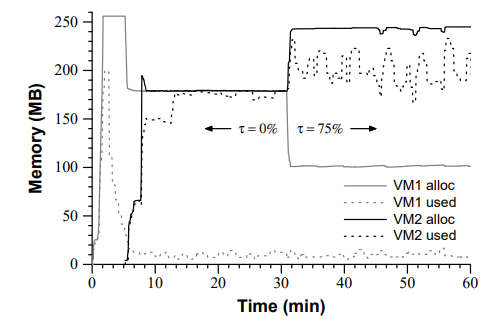 Memory (MB)
250
200
150
100
50
0
τ = 0%
τ = 75%
VM1 alloc
VM1 used
VM2 alloc
VM2 used
0
10
20
30
40
50
60
Time (min)